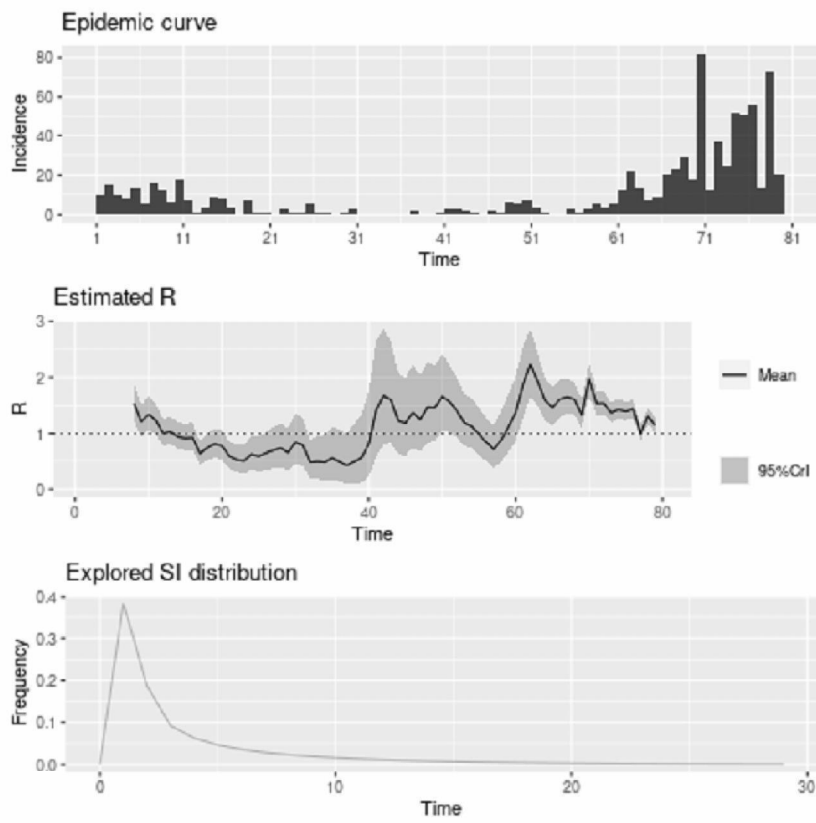 Epidemic curve
80
60
40
20
0
Incidence
1 11 21 31 41 51 61 71 81
Time
Estimated R
3
2
1
0
R
0 20 40 60 80
Time
Mean
95%CrI
Explored SI distribution
0.4
0.3
0.2
0.1
0.0
Frequency
0 10 20 30
Time